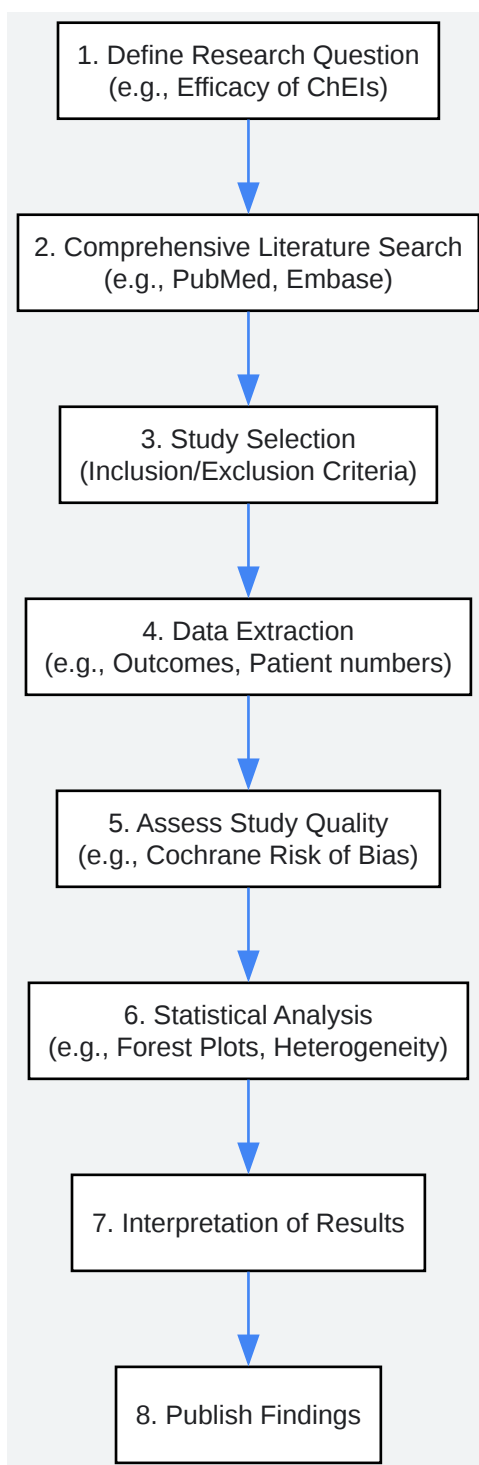 1. Define Research Question
(e.g., Efficacy of ChEIs)
2. Comprehensive Literature Search
(e.g., PubMed, Embase)
3. Study Selection
(Inclusion/Exclusion Criteria)
4. Data Extraction
(e.g., Outcomes, Patient numbers)
5. Assess Study Quality
(e.g., Cochrane Risk of Bias)
6. Statistical Analysis
(e.g., Forest Plots, Heterogeneity)
7. Interpretation of Results
8. Publish Findings